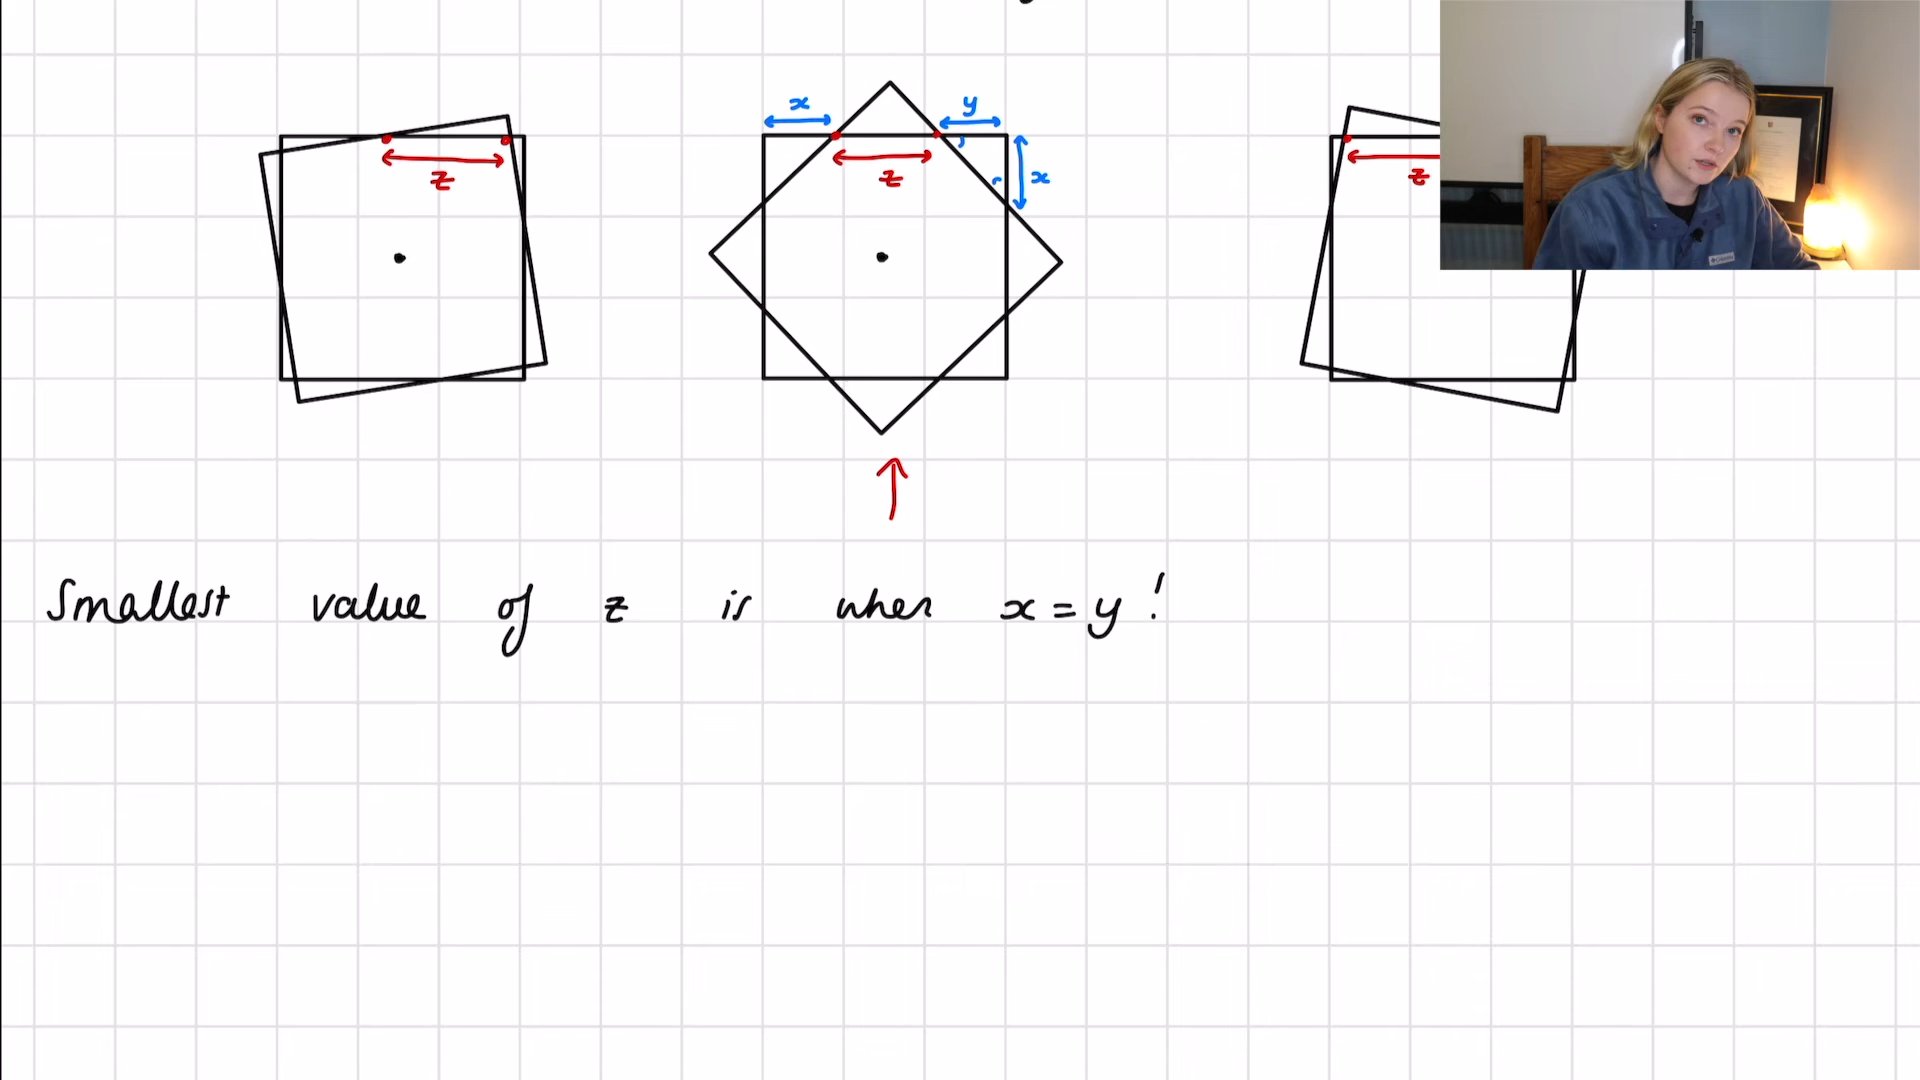 x y
z z x z
Smallest value of z is when x = y !